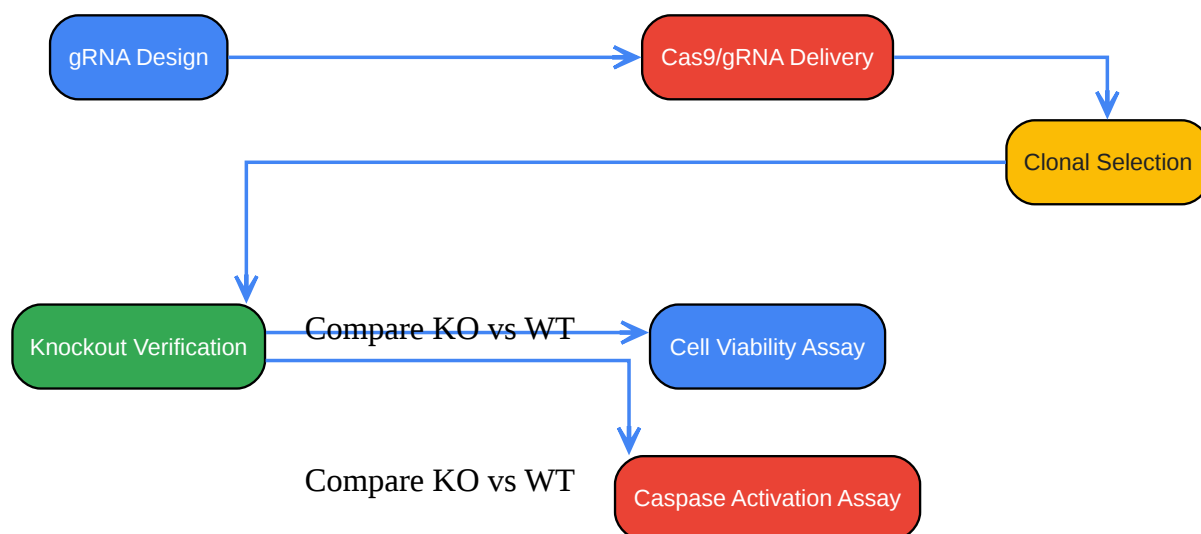 gRNA Design
Cas9/gRNA Delivery
Clonal Selection
Knockout Verification
Compare KO vs WT
Cell Viability Assay
Compare KO vs WT
Caspase Activation Assay